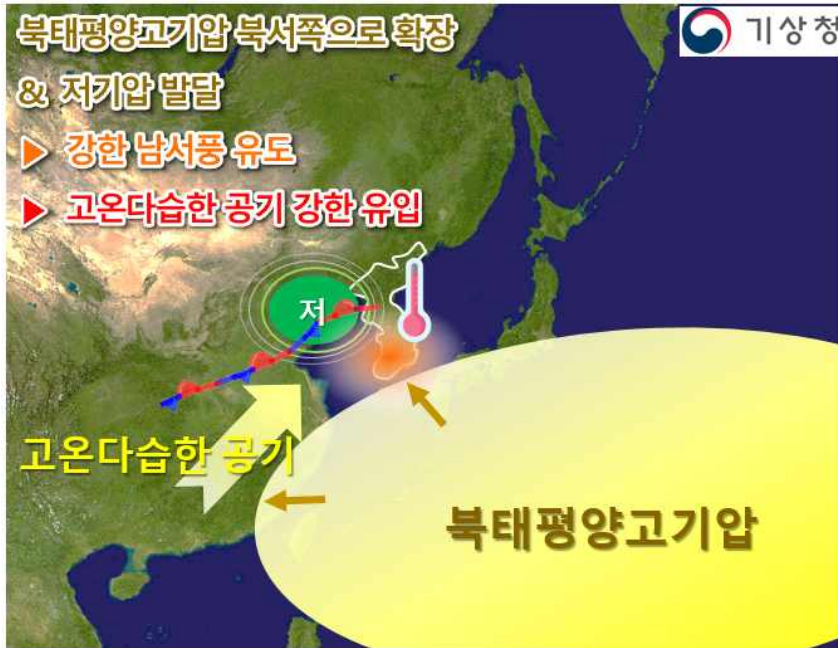 북태평양고기압 북서쪽으로 확장
& 저기압 발달
▶ 강한 남서풍 유도
▶ 고온다습한 공기 강한 유입
기상청
저
고온다습한 공기
북태평양고기압